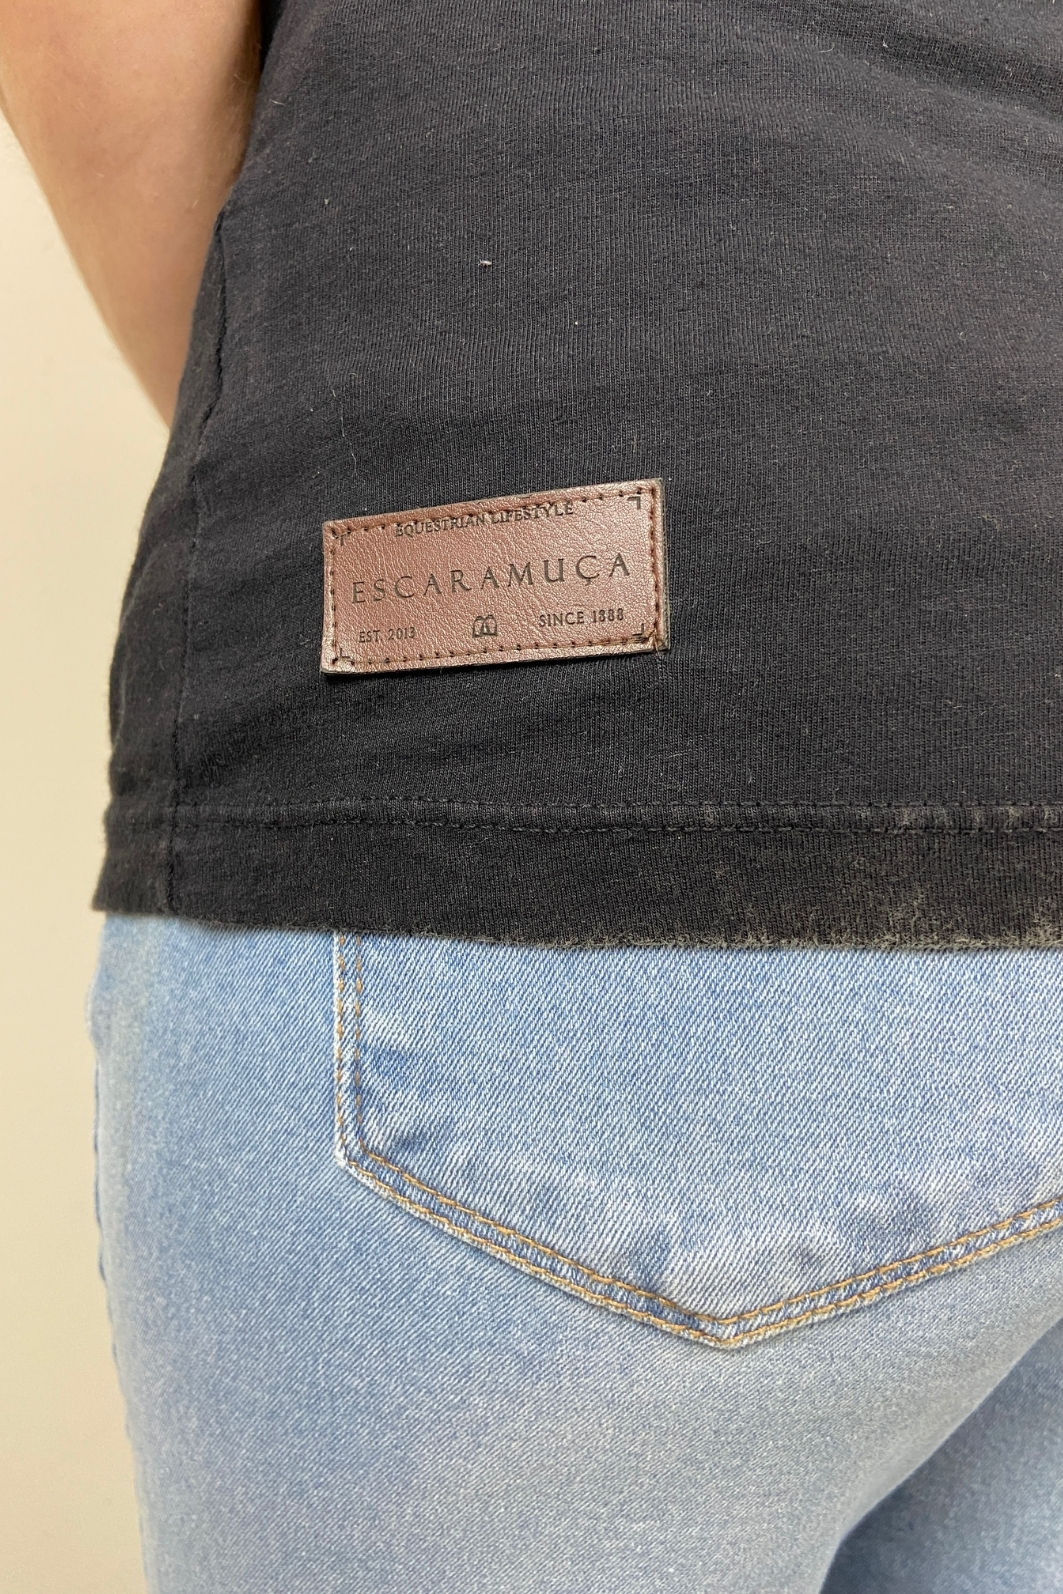 EQUESTRIAN LIFESTYLE
ESCARAMUÇA
EST. 2013
SINCE 1888